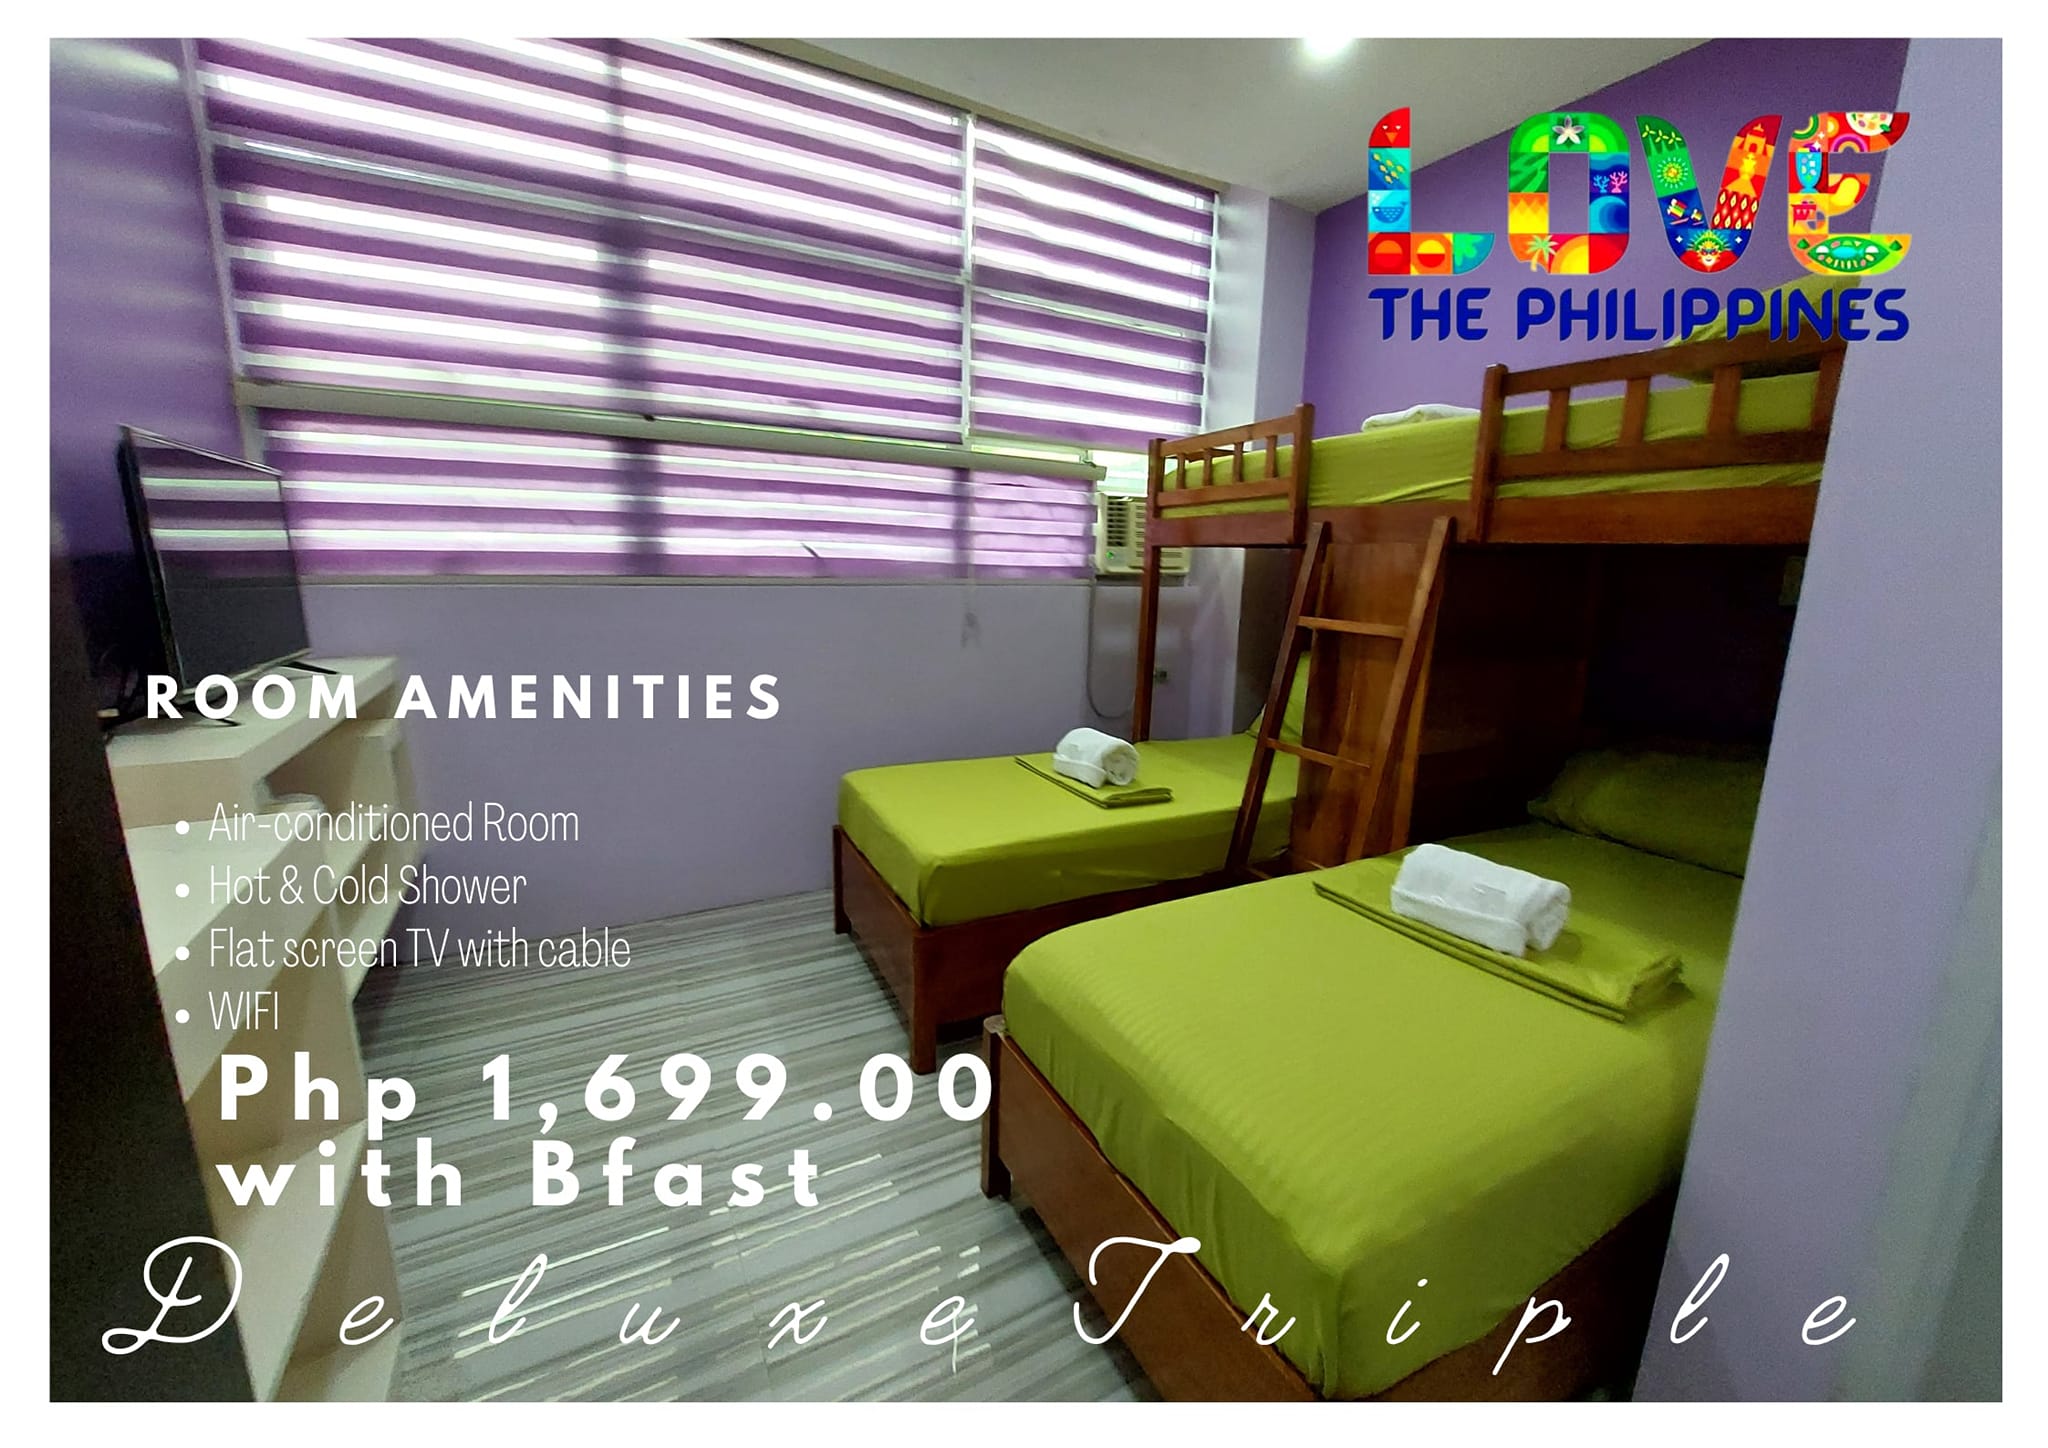 LOVE
THE PHILIPPINES
ROOM AMENITIES
• Air-conditioned Room
• Hot & Cold Shower
• Flat screen TV with cable
• WIFI
Php 1,699.00
with Bfast
Deluxe Triple